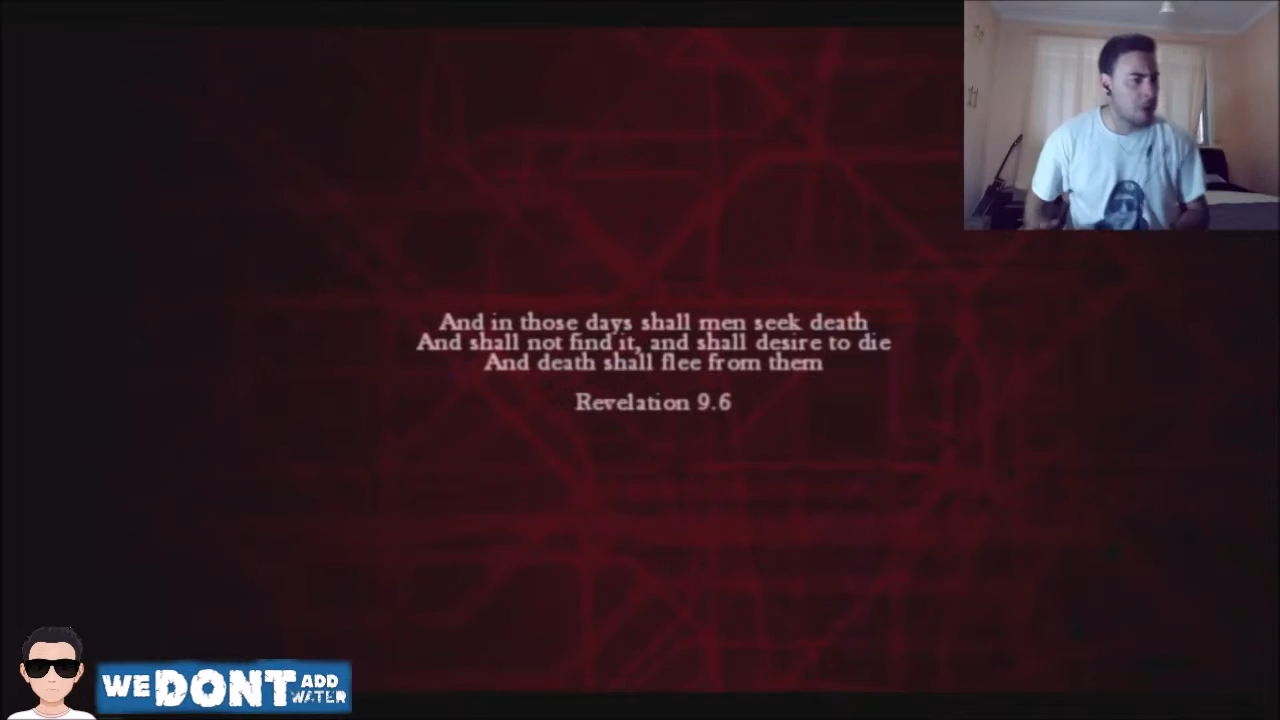 And in those days shall men seek death
And shall not find it, and shall desire to die
And death shall flee from them
Revelation 9.6
WE DONT ADD WATER